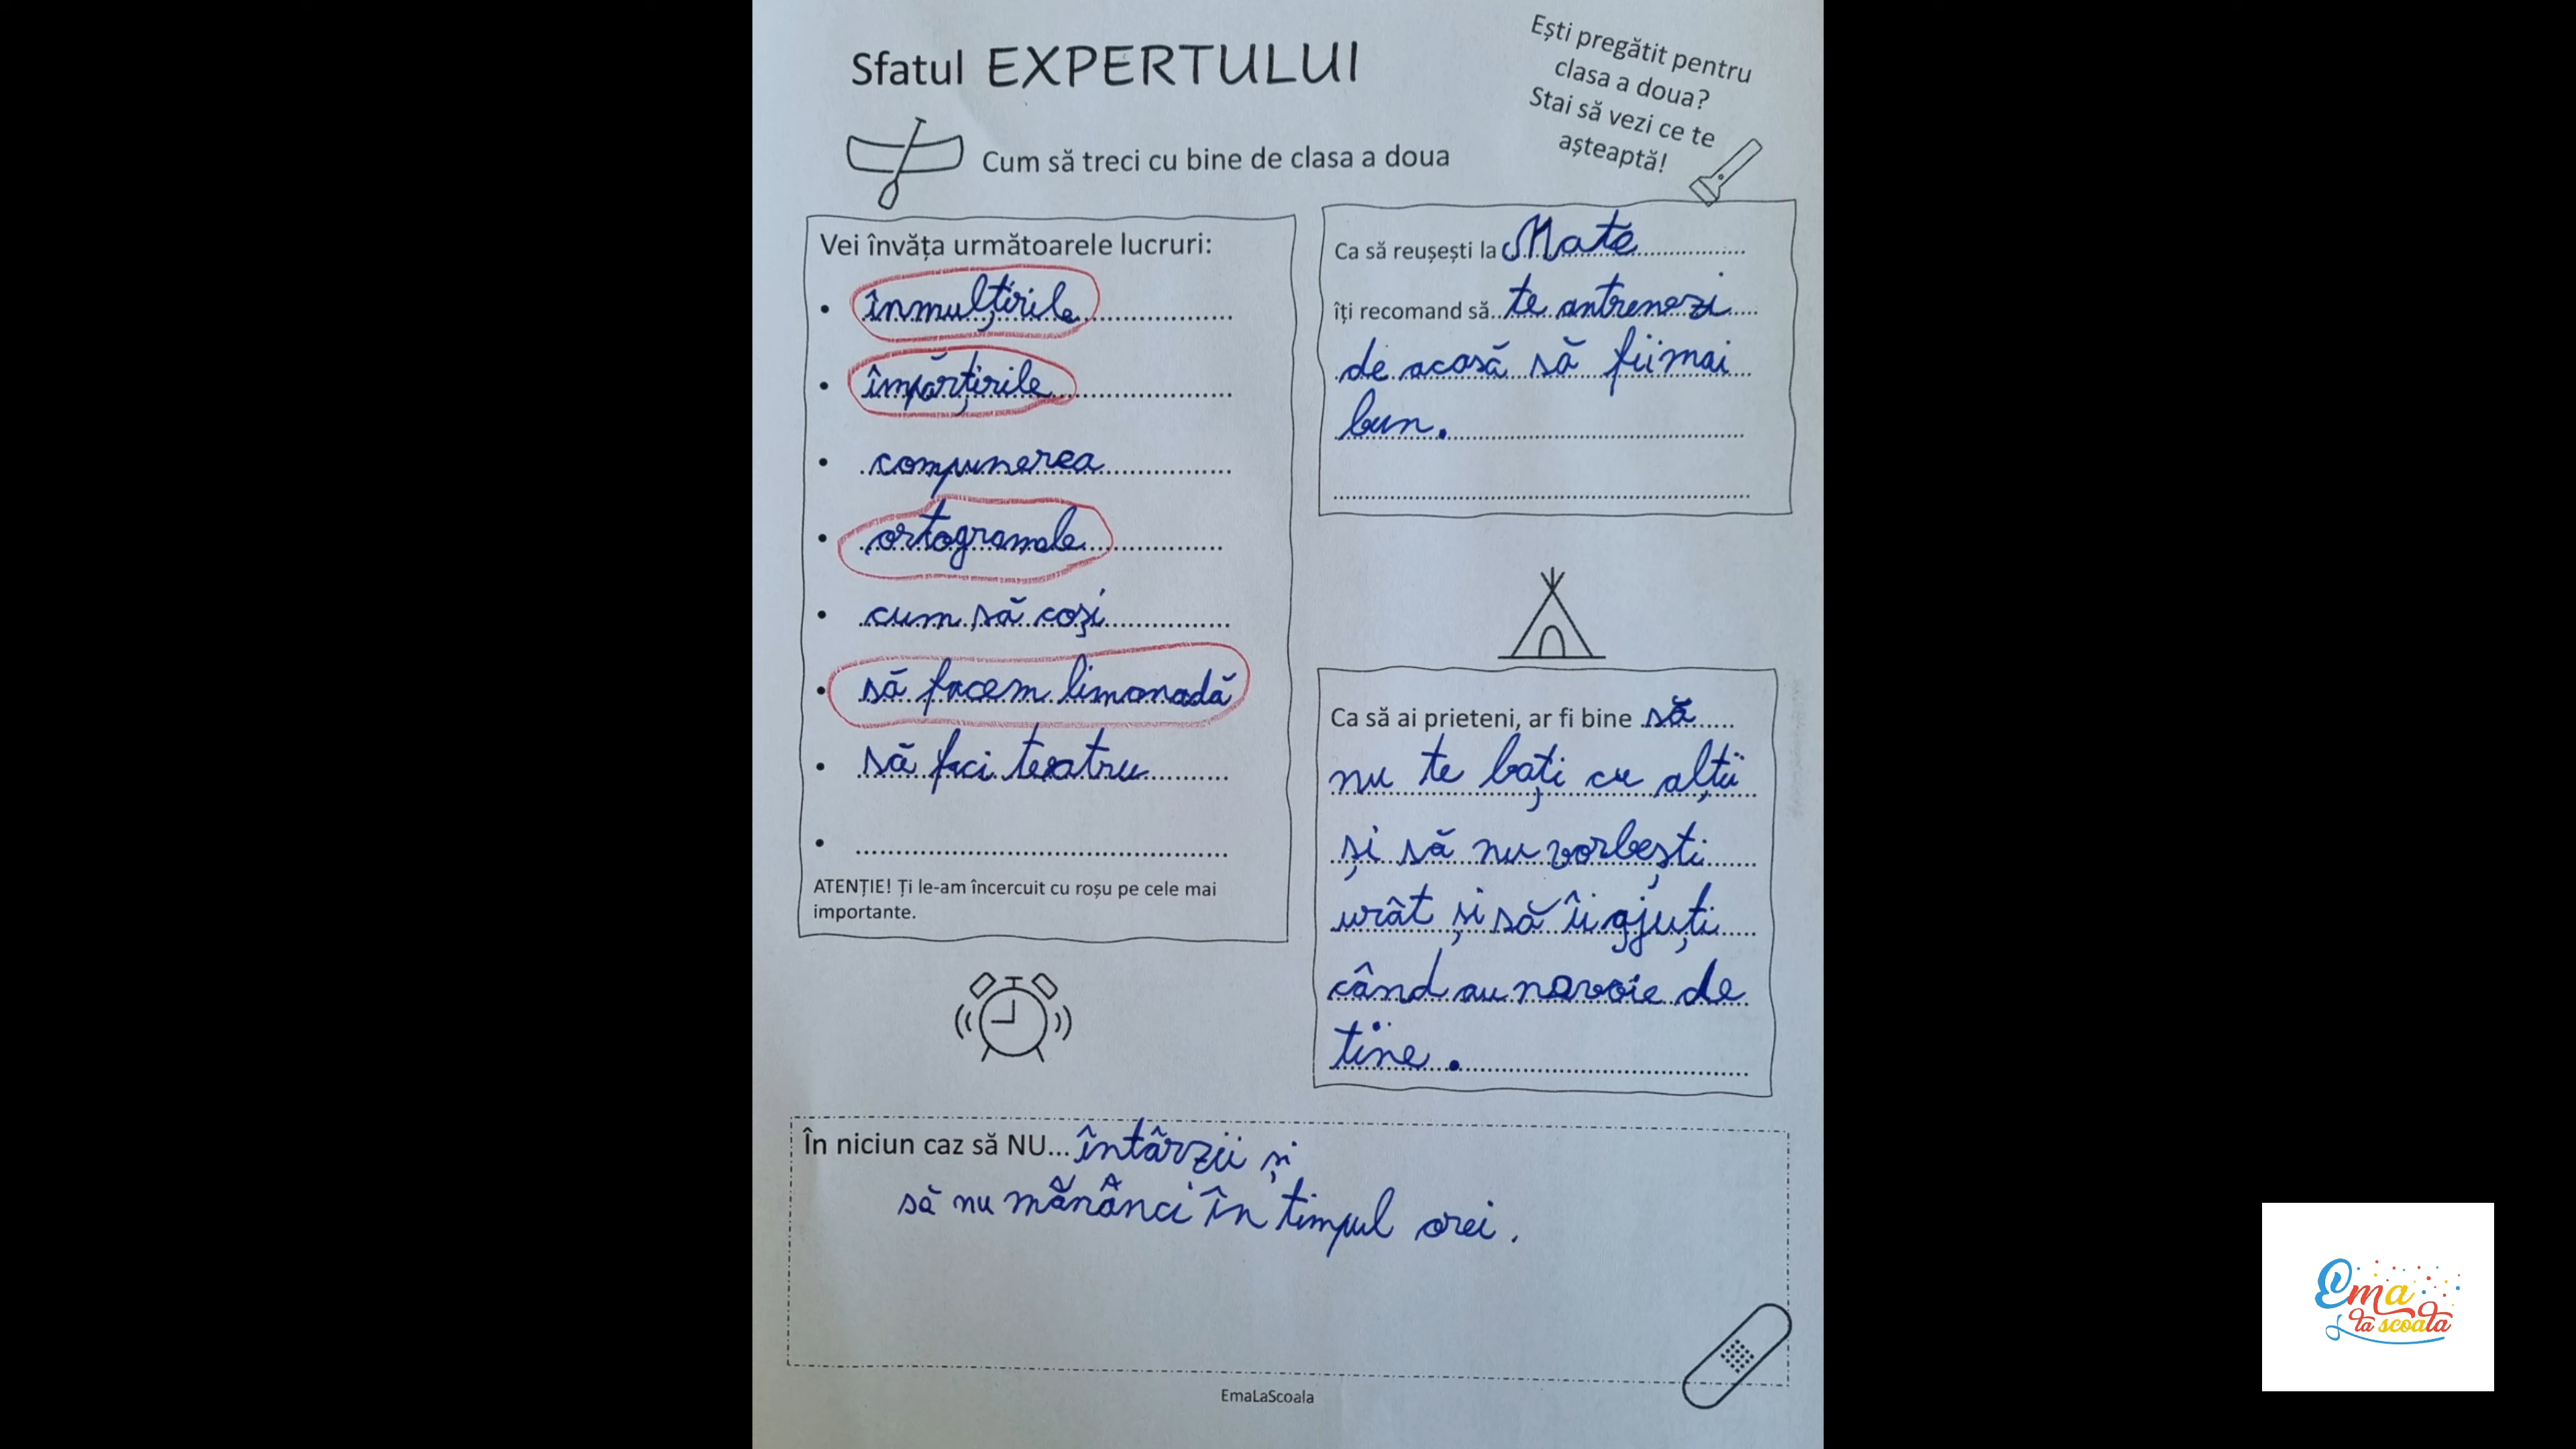 Sfatul EXPERTULUI
Ești pregătit pentru
clasa a doua?
Stai să vezi ce te
așteaptă!
Cum să treci cu bine de clasa a doua
Vei învăța următoarele lucruri:
• înmulțirile
• împărțirile
• compunerea
• ortogramele
• cum să coși
• să facem limonadă
• să faci teatru
•
ATENȚIE! Ți le-am încercuit cu roșu pe cele mai
importante.
Ca să reușești la Mate
îți recomand să te antrenezi
de acasă să fii mai
bun.
Ca să ai prieteni, ar fi bine să
nu te bați cu alții
și să nu vorbești
urât și să îi ajuți
când au nevoie de
tine.
În niciun caz să NU... întârzii și
să nu mănânci în timpul orei.
EmaLaScoala
Ema
la scoala